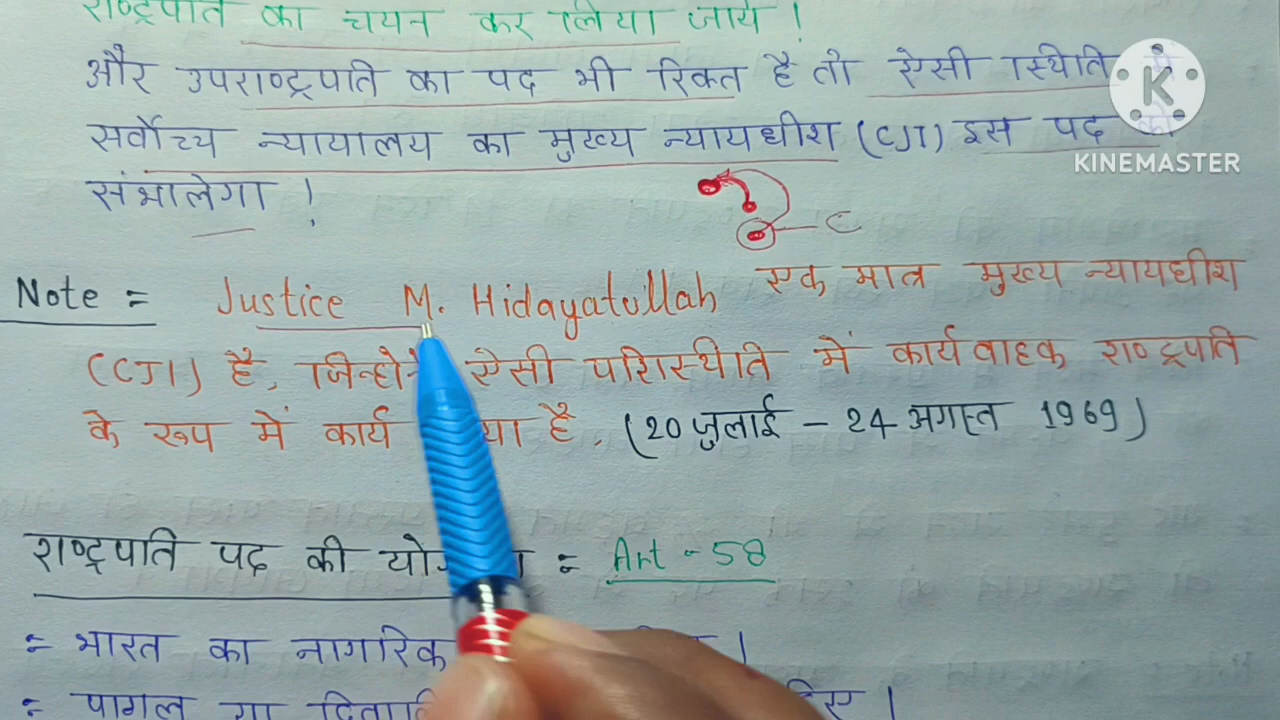 राष्ट्रपति का चयन कर लिया जाये !
और उपराष्ट्रपति का पद भी रिक्त है तो ऐसी स्थिति में
सर्वोच्च न्यायालय का मुख्य न्यायधीश (CJI) इस पद को
संभालेगा !
C
KINEMASTER
Note = Justice M. Hidayatullah एक मात्र मुख्य न्यायधीश
(CJI) है, जिन्होने ऐसी परिस्थीति में कार्यवाहक राष्ट्रपति
के रूप में कार्य है. (20 जुलाई - 24 अगस्त 1969)
राष्ट्रपति पद की = Art - 58
= भारत का नागरिक
= पागल या